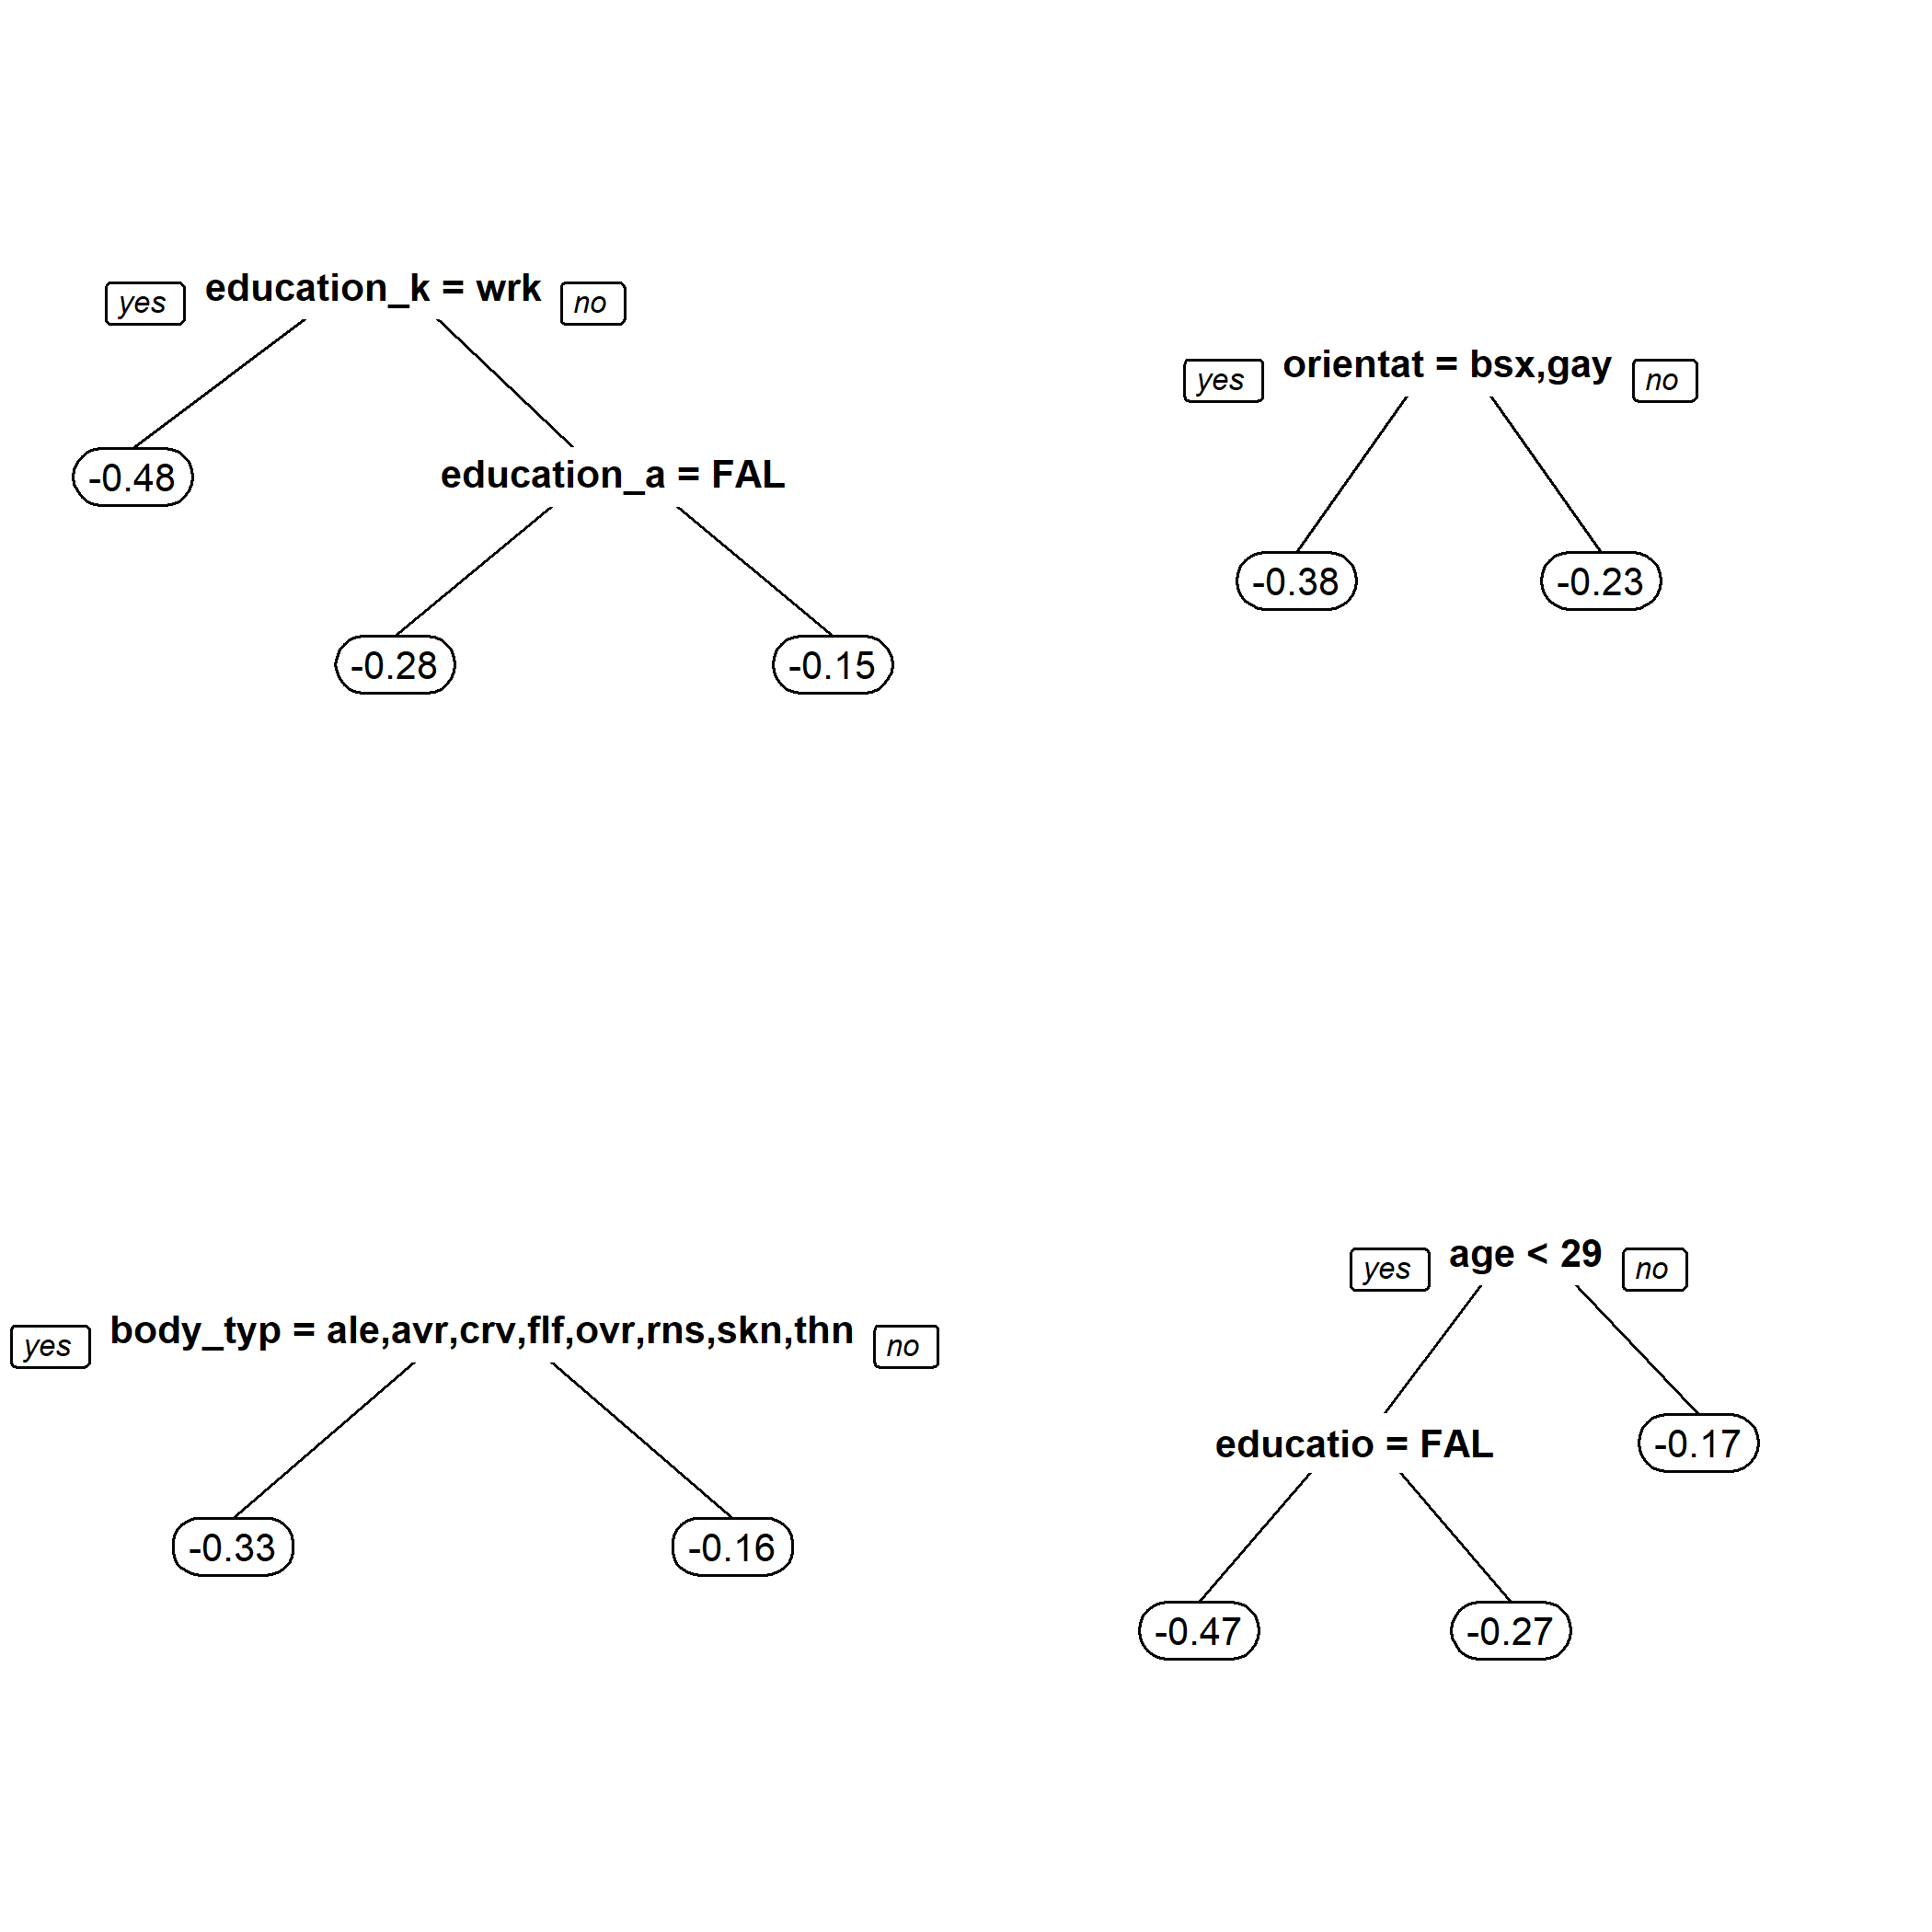 yes education_k = wrk no
-0.48
education_a = FAL
-0.28 -0.15
yes orientat = bsx,gay no
-0.38 -0.23
yes body_typ = ale,avr,crv,flf,ovr,rns,skn,thn no
-0.33 -0.16
yes age < 29 no
educatio = FAL
-0.17
-0.47 -0.27